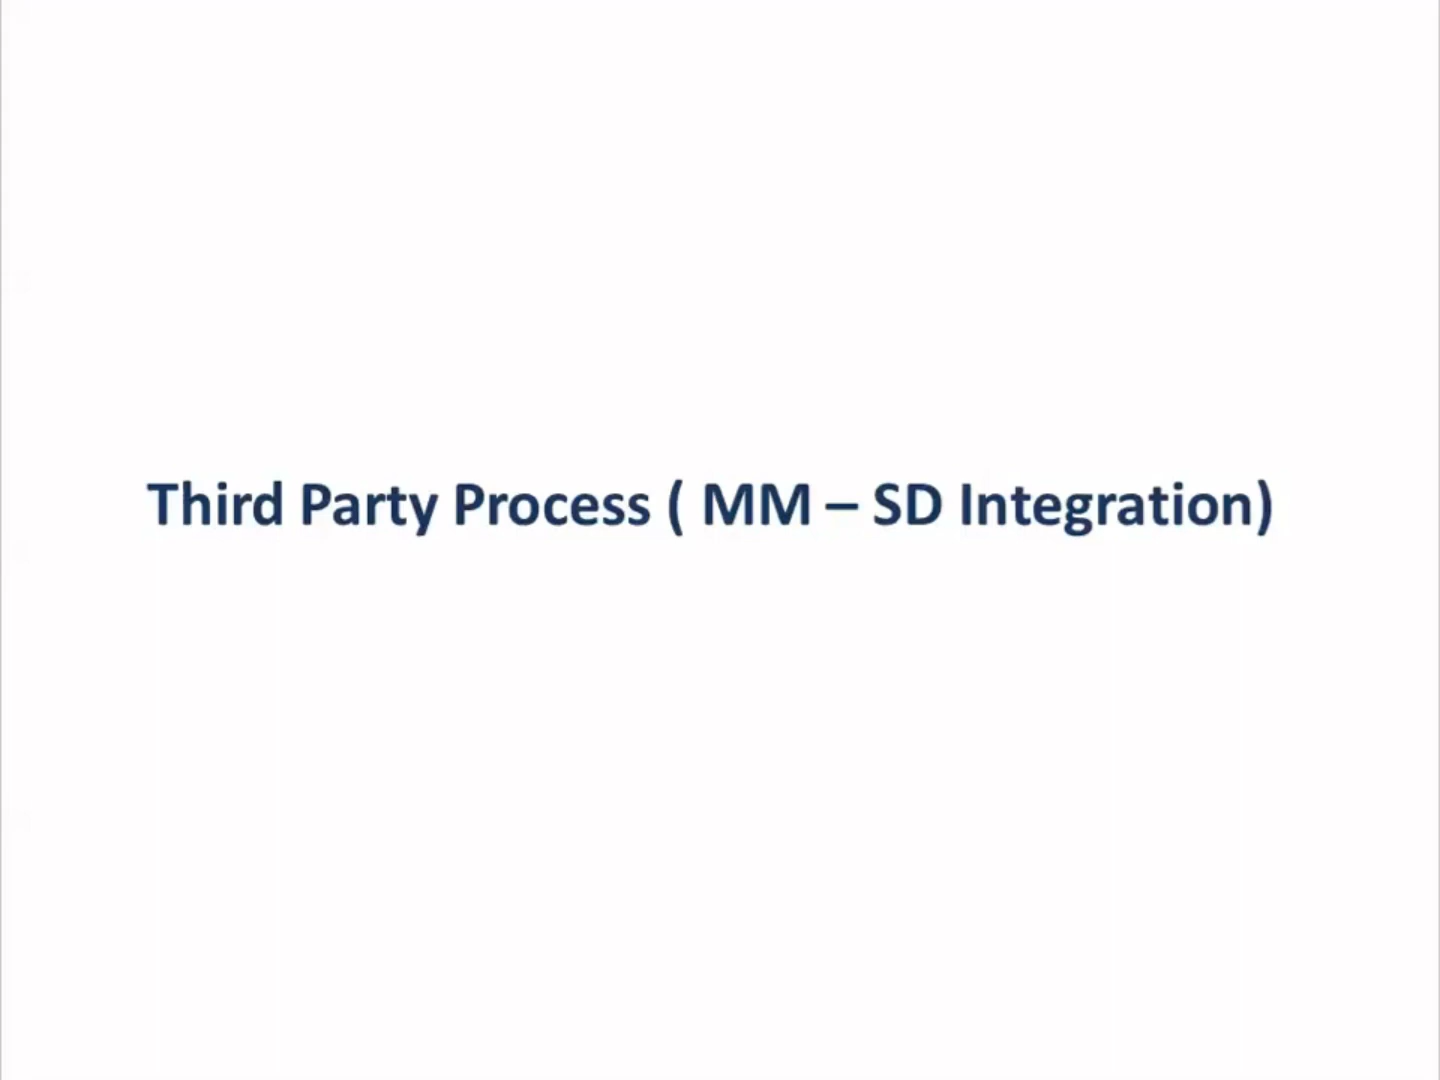 Third Party Process ( MM – SD Integration)